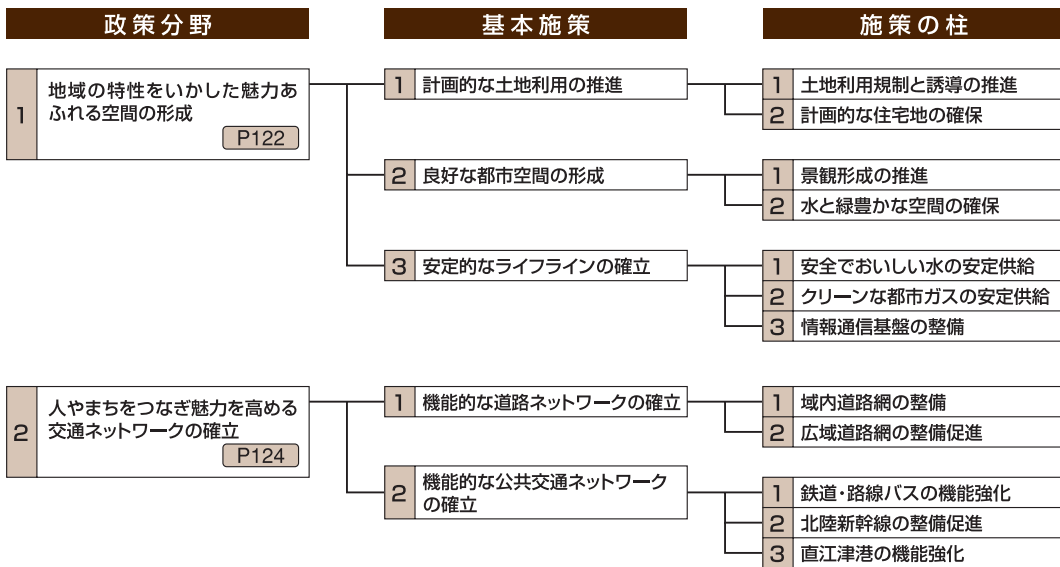 政策分野
基本施策
施策の柱
1
地域の特性をいかした魅力あ
ふれる空間の形成
P122
1 計画的な土地利用の推進
1 土地利用規制と誘導の推進
2 計画的な住宅地の確保
2 良好な都市空間の形成
1 景観形成の推進
2 水と緑豊かな空間の確保
3 安定的なライフラインの確立
1 安全でおいしい水の安定供給
2 クリーンな都市ガスの安定供給
3 情報通信基盤の整備
2
人やまちをつなぎ魅力を高める
交通ネットワークの確立
P124
1 機能的な道路ネットワークの確立
1 域内道路網の整備
2 広域道路網の整備促進
2
機能的な公共交通ネットワーク
の確立
1 鉄道・路線バスの機能強化
2 北陸新幹線の整備促進
3 直江津港の機能強化